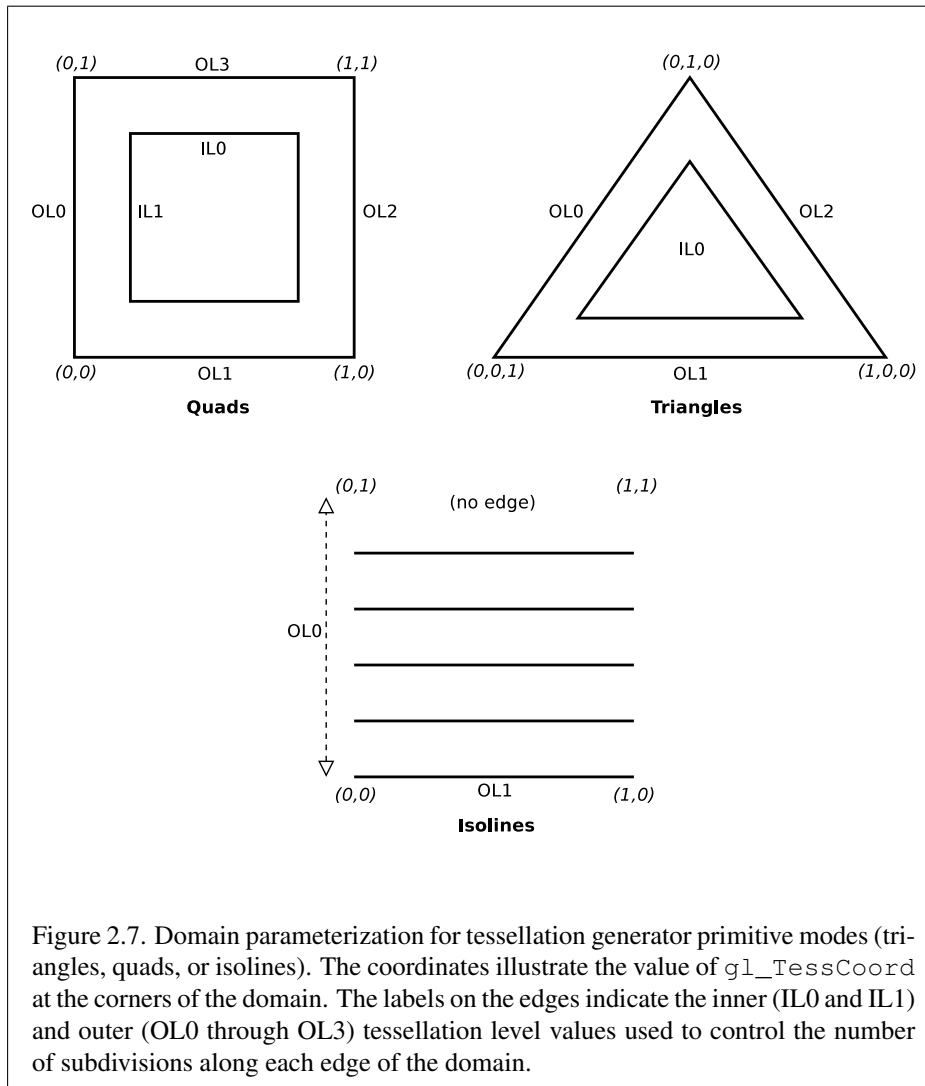 (0,1) OL3 (1,1)
IL0
OL0 IL1 OL2
(0,0) OL1 (1,0)
Quads
(0,1,0)
OL0 OL2
IL0
(0,0,1) OL1 (1,0,0)
Triangles
(0,1) (no edge) (1,1)
OL0
(0,0) OL1 (1,0)
Isolines
Figure 2.7. Domain parameterization for tessellation generator primitive modes (tri-
angles, quads, or isolines). The coordinates illustrate the value of gl_TessCoord
at the corners of the domain. The labels on the edges indicate the inner (IL0 and IL1)
and outer (OL0 through OL3) tessellation level values used to control the number
of subdivisions along each edge of the domain.